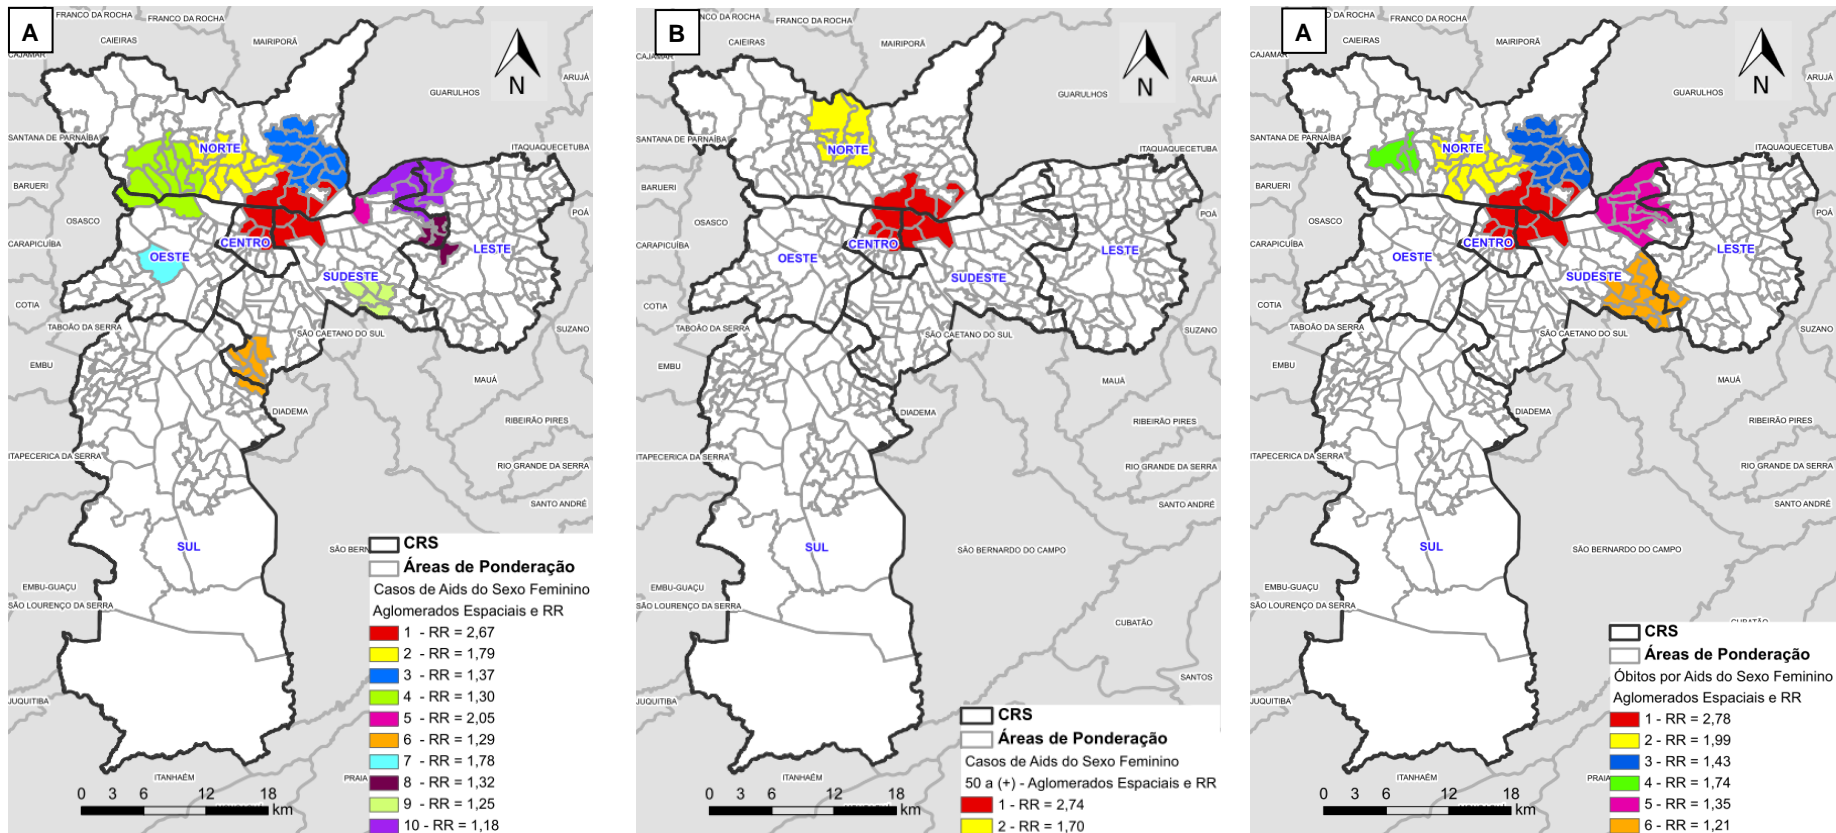 A
FRANCO DA ROCHA
CAIEIRAS
MAIRIPORÃ
CAJAMAR
N
ARUJÁ
GUARULHOS
SANTANA DE PARNAÍBA
NORTE
ITAQUAQUECETUBA
BARUERI
OSASCO
POÁ
CARAPICUÍBA
CENTRO
OESTE
LESTE
SUDESTE
COTIA
TABOÃO DA SERRA
SÃO CAETANO DO SUL
SUZANO
EMBU
MAUÁ
DIADEMA
RIBEIRÃO PIRES
ITAPECERICA DA SERRA
RIO GRANDE DA SERRA
SANTO ANDRÉ
SUL
SÃO BERN
EMBU-GUAÇU
SÃO LOURENÇO DA SERRA
JUQUITIBA
ITANHAÉM
PRAIA
0 3 6 12 18
km
CRS
Áreas de Ponderação
Casos de Aids do Sexo Feminino
Aglomerados Espaciais e RR
1 - RR = 2,67
2 - RR = 1,79
3 - RR = 1,37
4 - RR = 1,30
5 - RR = 2,05
6 - RR = 1,29
7 - RR = 1,78
8 - RR = 1,32
9 - RR = 1,25
10 - RR = 1,18
B
NCO DA ROCHA
CAIEIRAS
MAIRIPORÃ
CAJAMAR
N
ARUJÁ
GUARULHOS
SANTANA DE PARNAÍBA
NORTE
ITAQUAQUECETUBA
BARUERI
OSASCO
POÁ
CARAPICUÍBA
CENTRO
OESTE
LESTE
SUDESTE
COTIA
TABOÃO DA SERRA
SÃO CAETANO DO SUL
SUZANO
EMBU
MAUÁ
DIADEMA
RIBEIRÃO PIRES
ITAPECERICA DA SERRA
RIO GRANDE DA SERRA
SANTO ANDRÉ
SUL
SÃO BERNARDO DO CAMPO
EMBU-GUAÇU
SÃO LOURENÇO DA SERRA
CUBATÃO
SANTOS
JUQUITIBA
ITANHAÉM
0 3 6 12 18
km
CRS
Áreas de Ponderação
Casos de Aids do Sexo Feminino
50 a (+) - Aglomerados Espaciais e RR
1 - RR = 2,74
2 - RR = 1,70
A
FRANCO DA ROCHA
CAIEIRAS
MAIRIPORÃ
CAJAMAR
N
ARUJÁ
GUARULHOS
SANTANA DE PARNAÍBA
NORTE
ITAQUAQUECETUBA
BARUERI
OSASCO
POÁ
CARAPICUÍBA
CENTRO
OESTE
LESTE
SUDESTE
COTIA
TABOÃO DA SERRA
SÃO CAETANO DO SUL
SUZANO
EMBU
MAUÁ
DIADEMA
RIBEIRÃO PIRES
ITAPECERICA DA SERRA
RIO GRANDE DA SERRA
SANTO ANDRÉ
SUL
SÃO BERNARDO DO CAMPO
EMBU-GUAÇU
SÃO LOURENÇO DA SERRA
CUBATÃO
JUQUITIBA
ITANHAÉM
PRA
0 3 6 12 18
km
CRS
Áreas de Ponderação
Óbitos por Aids do Sexo Feminino
Aglomerados Espaciais e RR
1 - RR = 2,78
2 - RR = 1,99
3 - RR = 1,43
4 - RR = 1,74
5 - RR = 1,35
6 - RR = 1,21